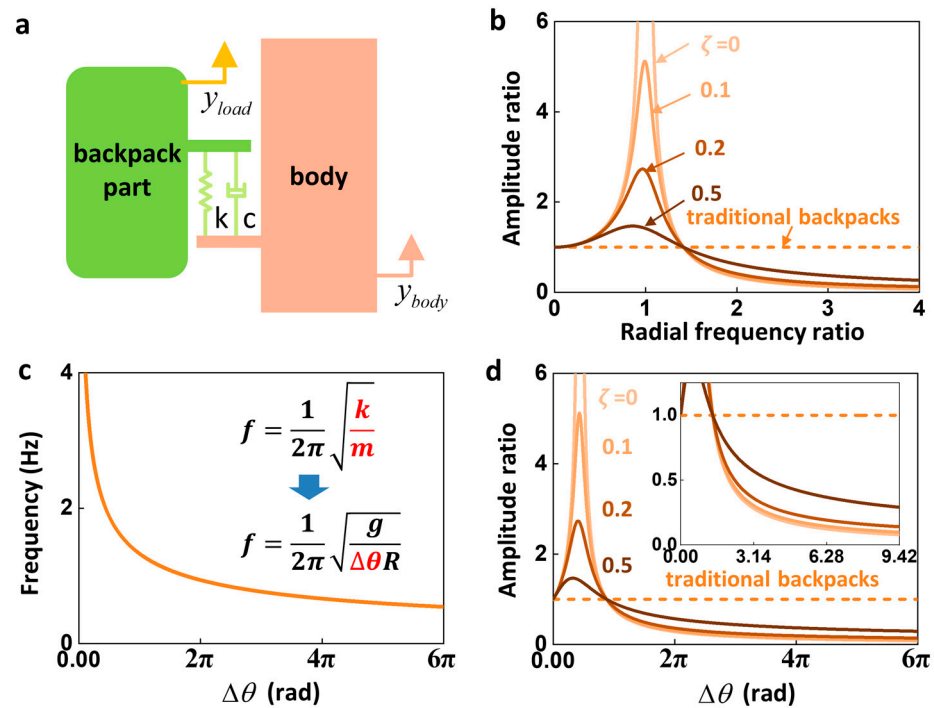 a
y_load
backpack
part
body
k c
y_body
b
Amplitude ratio
6
4
2
0
ζ=0
0.1
0.2
0.5
traditional backpacks
0 1 2 3 4
Radial frequency ratio
c
Frequency (Hz)
4
2
0
f = 1/2π √k/m
f = 1/2π √g/ΔθR
0.00 2π 4π 6π
Δθ (rad)
d
Amplitude ratio
6
4
2
0
ζ=0
0.1
0.2
0.5
1.0
0.5
0.0
0.00 3.14 6.28 9.42
traditional backpacks
0.00 2π 4π 6π
Δθ (rad)